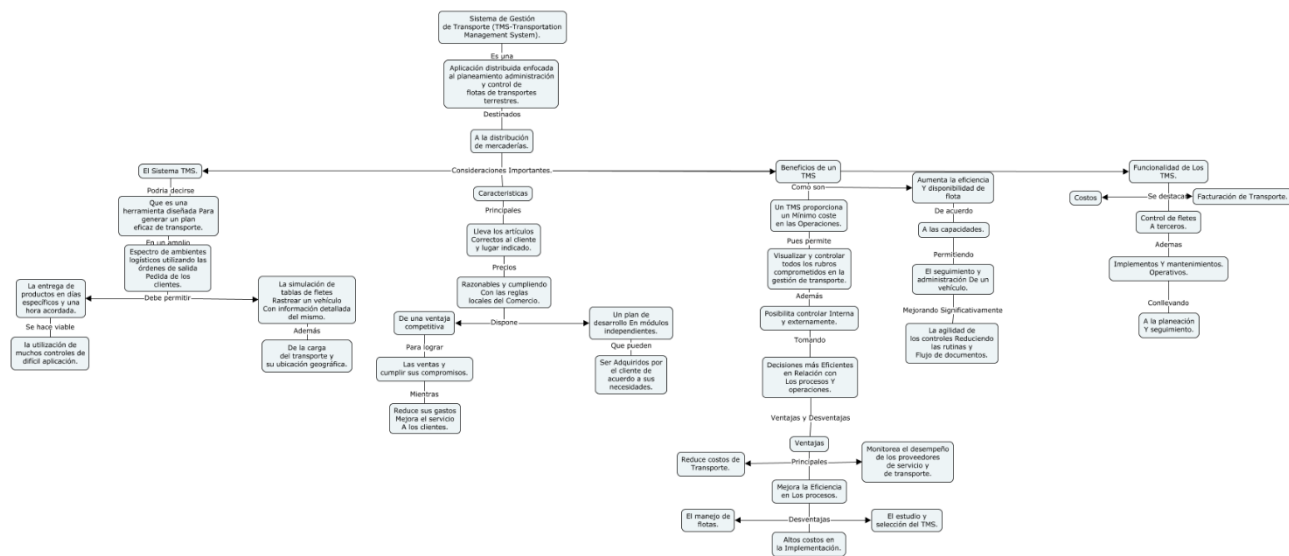 Sistema de Gestión
de Transporte (TMS-Transportation
Management System).
Es una
Aplicación distribuida enfocada
al planeamiento administración
y control de
flotas de transportes
terrestres.
Destinados
A la distribución
de mercaderías.
Consideraciones Importantes.
El Sistema TMS.
Podria decirse
Que es una
herramienta diseñada Para
generar un plan
eficaz de transporte.
En un amplio
Espectro de ambientes
logísticos utilizando las
órdenes de salida
Pedida de los
clientes.
Debe permitir
La entrega de
productos en días
específicos y una
hora acordada.
Se hace viable
la utilización de
muchos controles de
difícil aplicación.
La simulación de
tablas de fletes
Rastrear un vehículo
Con información detallada
del mismo.
Además
De la carga
del transporte y
su ubicación geográfica.
Caracteristicas
Principales
Lleva los artículos
Correctos al cliente
y lugar indicado.
Precios
Razonables y cumpliendo
Con las reglas
locales del Comercio.
Dispone
De una ventaja
competitiva
Para lograr
Las ventas y
cumplir sus compromisos.
Mientras
Reduce sus gastos
Mejora el servicio
A los clientes.
Un plan de
desarrollo En módulos
independientes.
Que pueden
Ser Adquiridos por
el cliente de
acuerdo a sus
necesidades.
Beneficios de un
TMS
Como son
Un TMS proporciona
un Mínimo coste
en las Operaciones.
Pues permite
Visualizar y controlar
todos los rubros
comprometidos en la
gestión de transporte.
Además
Posibilita controlar Interna
y externamente.
Tomando
Decisiones más Eficientes
en Relación con
Los procesos Y
operaciones.
Ventajas y Desventajas
Ventajas
Principales
Reduce costos de
Transporte.
Monitorea el desempeño
de los proveedores
de servicio y
de transporte.
Mejora la Eficiencia
en Los procesos.
Desventajas
El manejo de
flotas.
El estudio y
selección del TMS.
Altos costos en
la Implementación.
Aumenta la eficiencia
Y disponibilidad de
flota
De acuerdo
A las capacidades.
Permitiendo
El seguimiento y
administración De un
vehículo.
Mejorando Significativamente
La agilidad de
los controles Reduciendo
las rutinas y
Flujo de documentos.
Funcionalidad de Los
TMS.
Se destacan
Costos
Facturación de Transporte.
Control de fletes
A terceros.
Ademas
Implementos Y mantenimientos.
Operativos.
Conllevando
A la planeación
Y seguimiento.